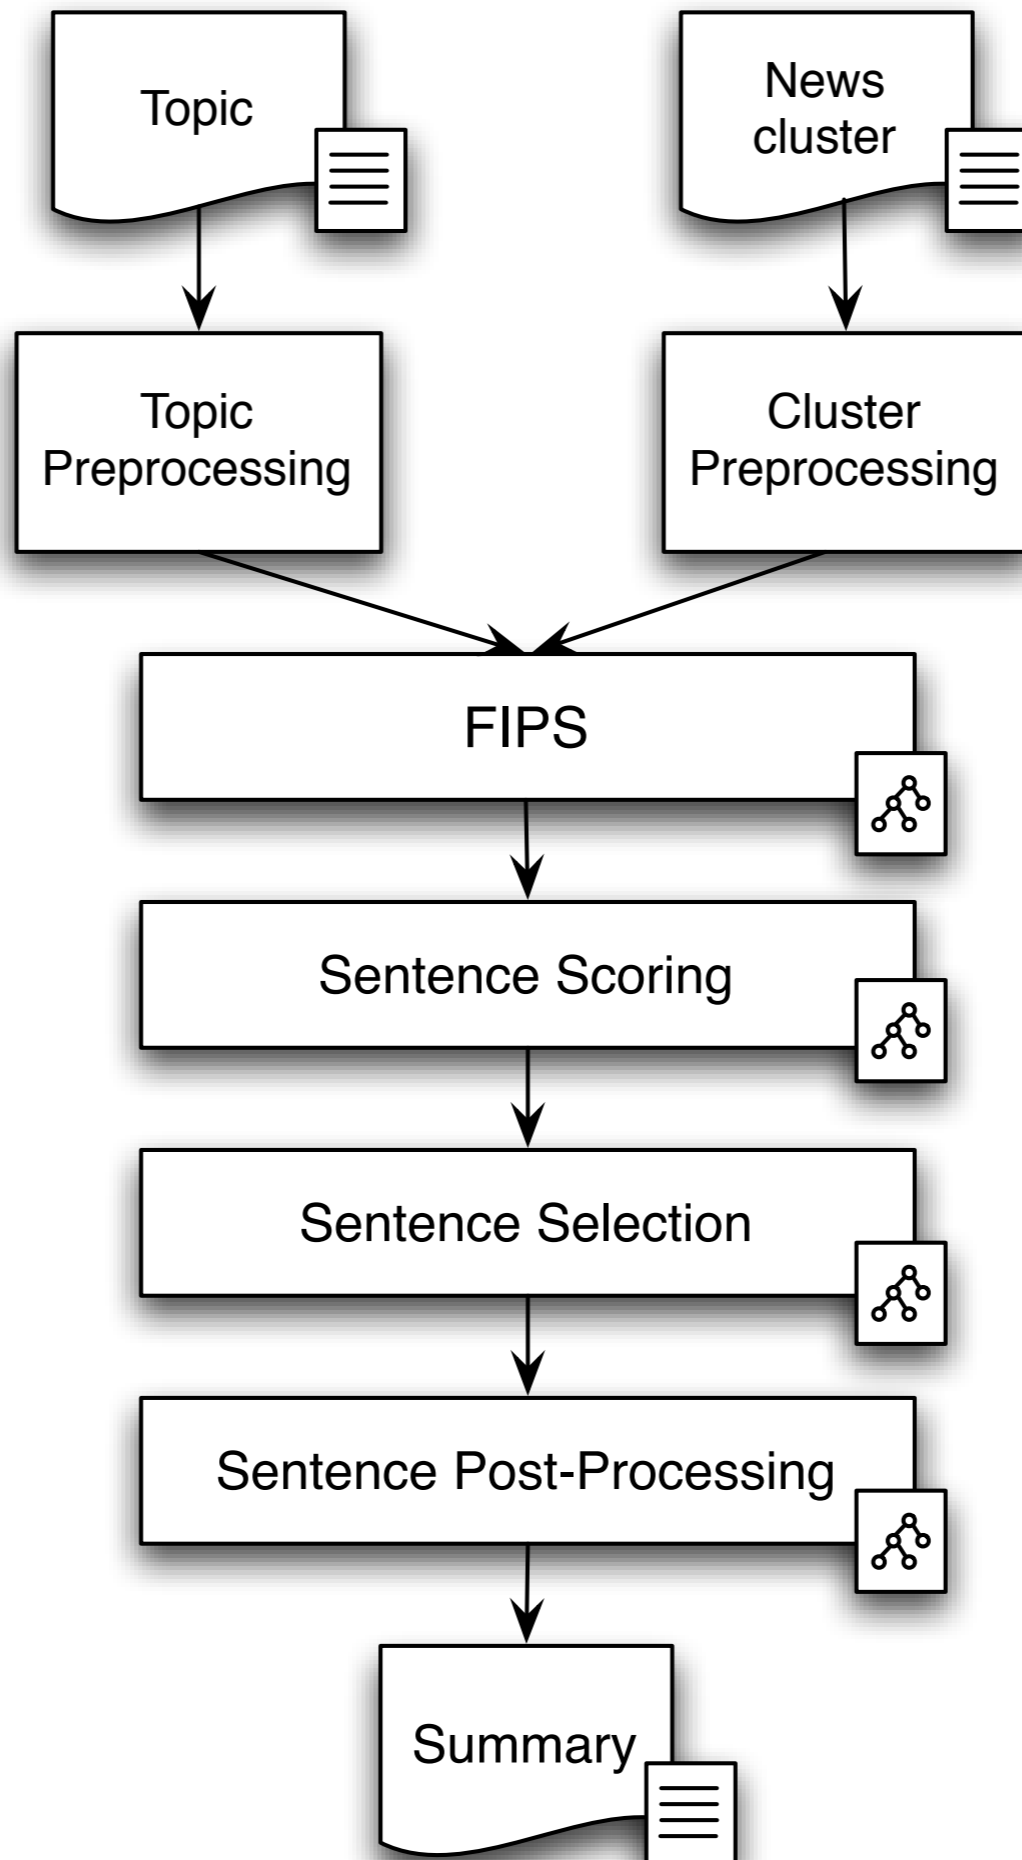 Topic
News
cluster
Topic
Preprocessing
Cluster
Preprocessing
FIPS
Sentence Scoring
Sentence Selection
Sentence Post-Processing
Summary